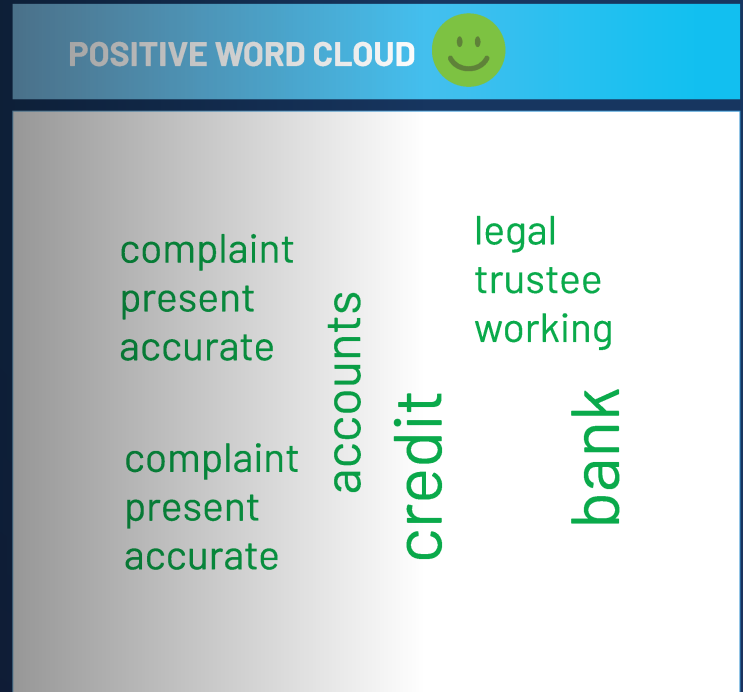 POSITIVE WORD CLOUD
complaint
present
accurate
complaint
present
accurate
accounts
credit
legal
trustee
working
bank